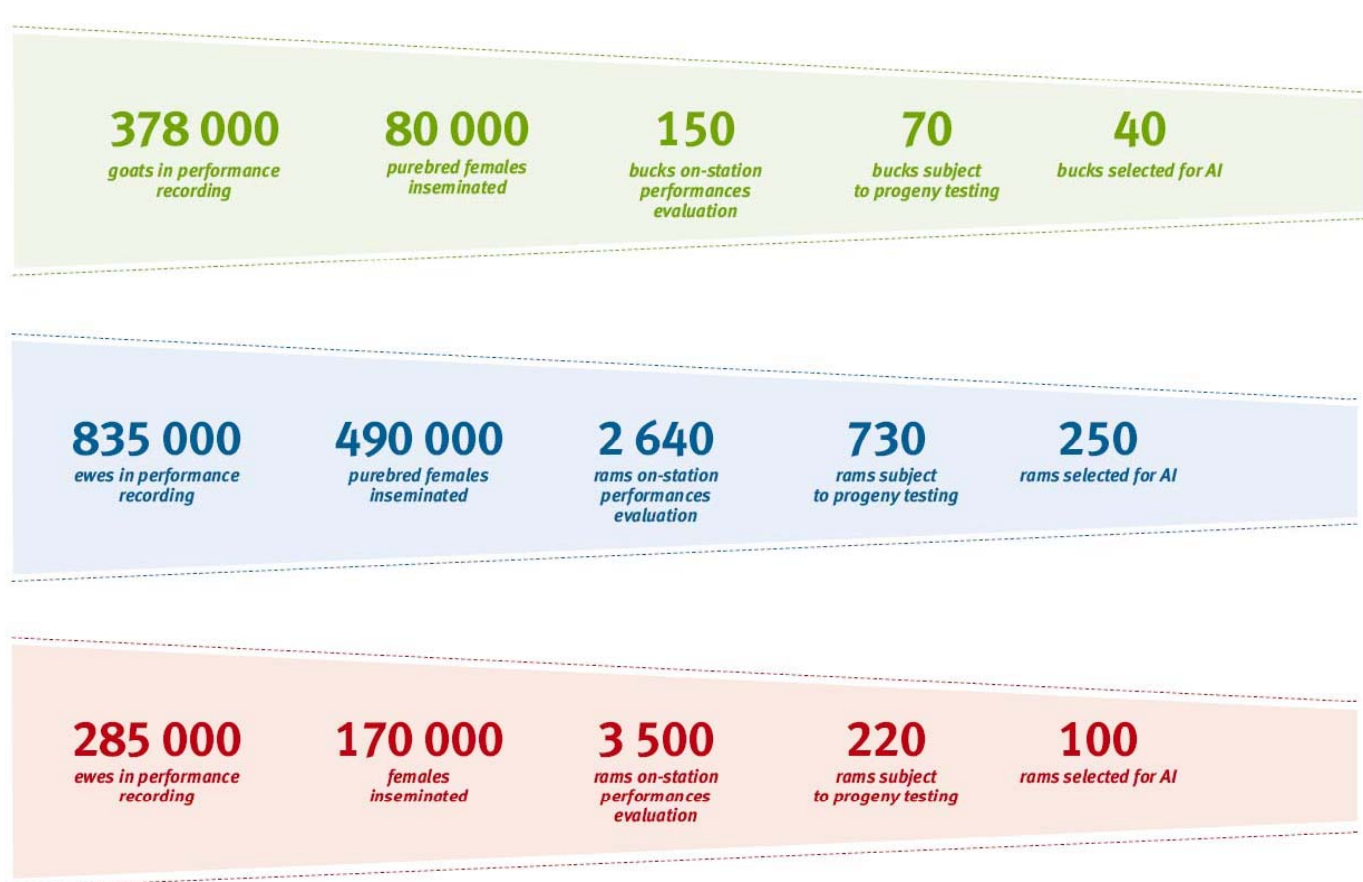 378 000
goats in performance
recording
80 000
purebred females
inseminated
150
bucks on-station
performances
evaluation
70
bucks subject
to progeny testing
40
bucks selected for AI
835 000
ewes in performance
recording
490 000
purebred females
inseminated
2 640
rams on-station
performances
evaluation
730
rams subject
to progeny testing
250
rams selected for AI
285 000
ewes in performance
recording
170 000
females
inseminated
3 500
rams on-station
performances
evaluation
220
rams subject
to progeny testing
100
rams selected for AI